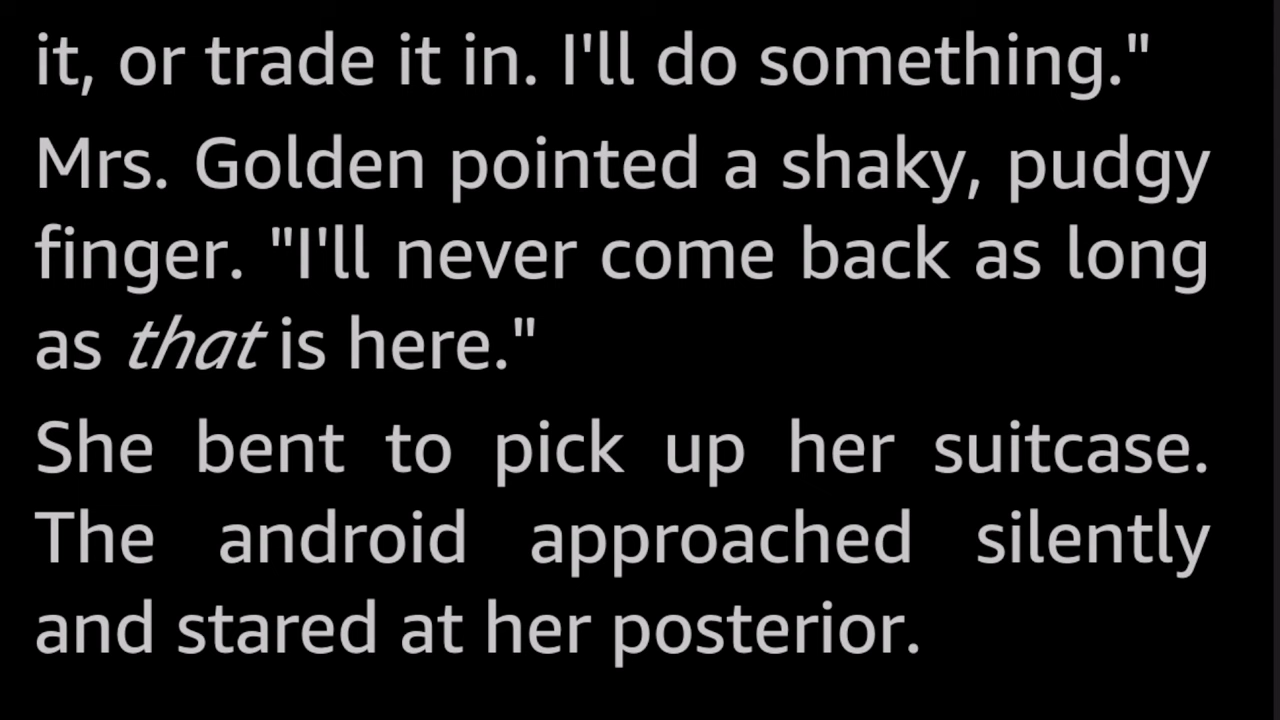 it, or trade it in. I'll do something."
Mrs. Golden pointed a shaky, pudgy
finger. "I'll never come back as long
as that is here."
She bent to pick up her suitcase.
The android approached silently
and stared at her posterior.